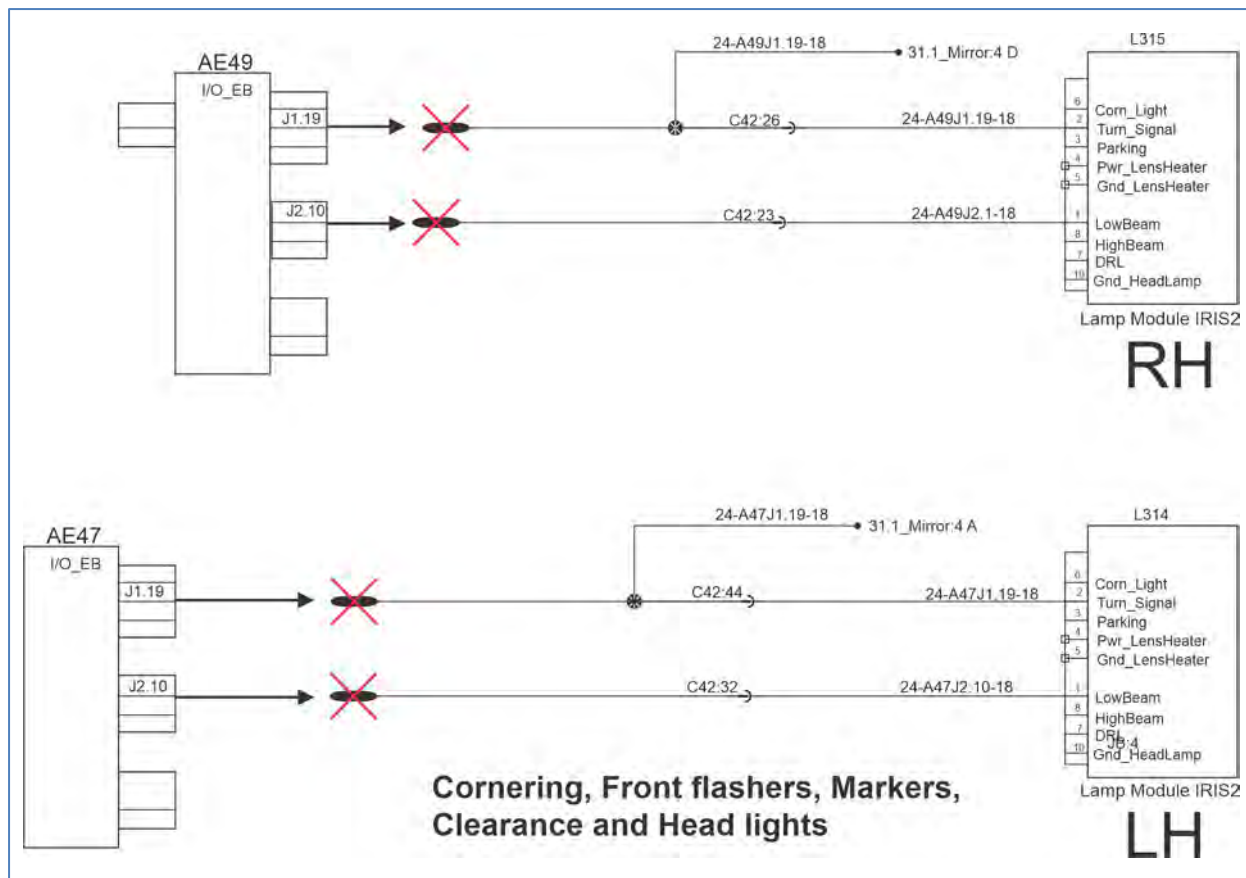 24-A49J1.19-18
L315
AE49
31.1_Mirror:4 D
I/O_EB
6
Corn_Light
J1.19
C42:26
24-A49J1.19-18
2
Turn_Signal
3
Parking
4
Pwr_LensHeater
5
Gnd_LensHeater
J2.10
C42:23
24-A49J2.1-18
1
LowBeam
8
HighBeam
7
DRL
10
Gnd_HeadLamp
Lamp Module IRIS2
RH
24-A47J1.19-18
L314
AE47
31.1_Mirror:4 A
I/O_EB
6
Corn_Light
J1.19
C42:44
24-A47J1.19-18
2
Turn_Signal
3
Parking
4
Pwr_LensHeater
5
Gnd_LensHeater
J2.10
C42:32
24-A47J2.10-18
1
LowBeam
8
HighBeam
7
DRL
JB:4
10
Gnd_HeadLamp
Cornering, Front flashers, Markers,
Clearance and Head lights
Lamp Module IRIS2
LH